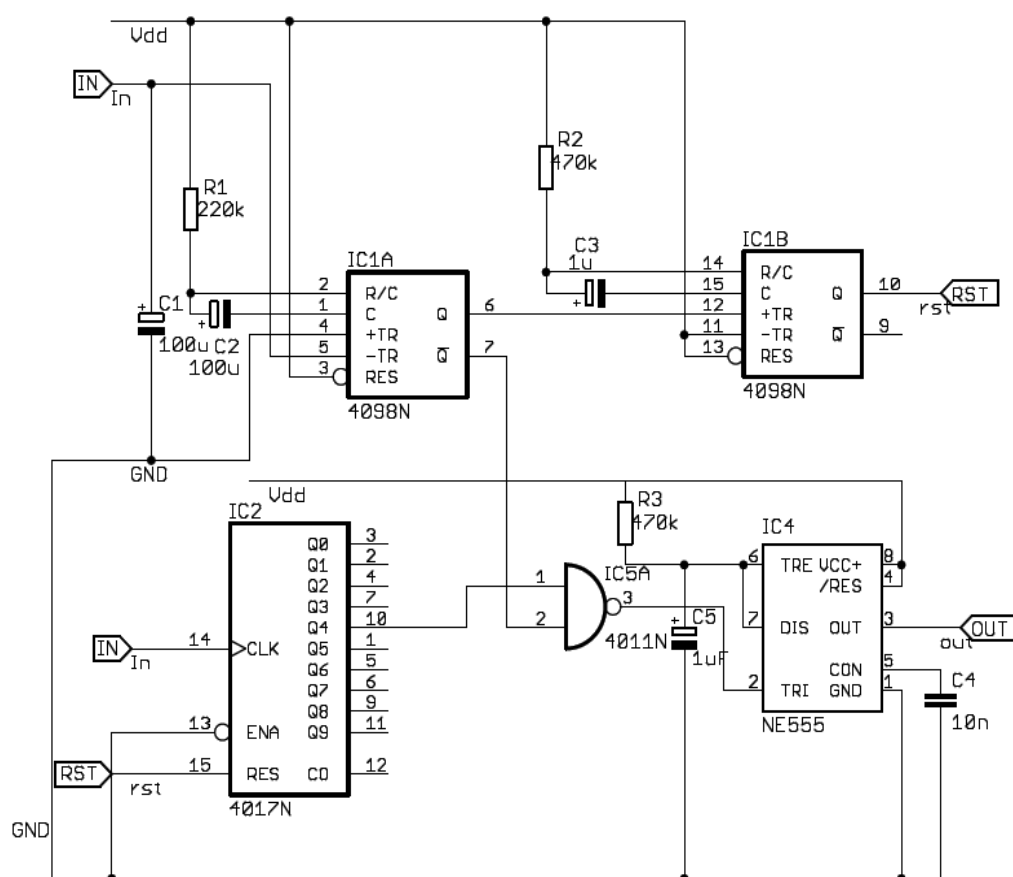 Vdd
IN
In
R2
470k
R1
220k
IC1A
C3
1u
IC1B
14 R/C
15 C Q 10 RST
rst
12 +TR
11 -TR Q 9
13 RES
4098N
2 R/C
1 C Q 6
4 +TR
5 -TR Q 7
3 RES
4098N
+ C1
100u
+ C2
100u
+
GND
Vdd
IC2
R3
470k
IC4
Q0 3
Q1 2
Q2 4
Q3 7
Q4 10
Q5 1
Q6 5
Q7 6
Q8 9
Q9 11
CO 12
IN
In
14 CLK
13 ENA
RST
rst
15 RES
4017N
1
2
3
IC5A
4011N
+ C5
1uF
6 TRE VCC+ 8
/RES 4
7 DIS OUT 3 OUT
out
CON 5
2 TRI GND 1
NE555
C4
10n
GND